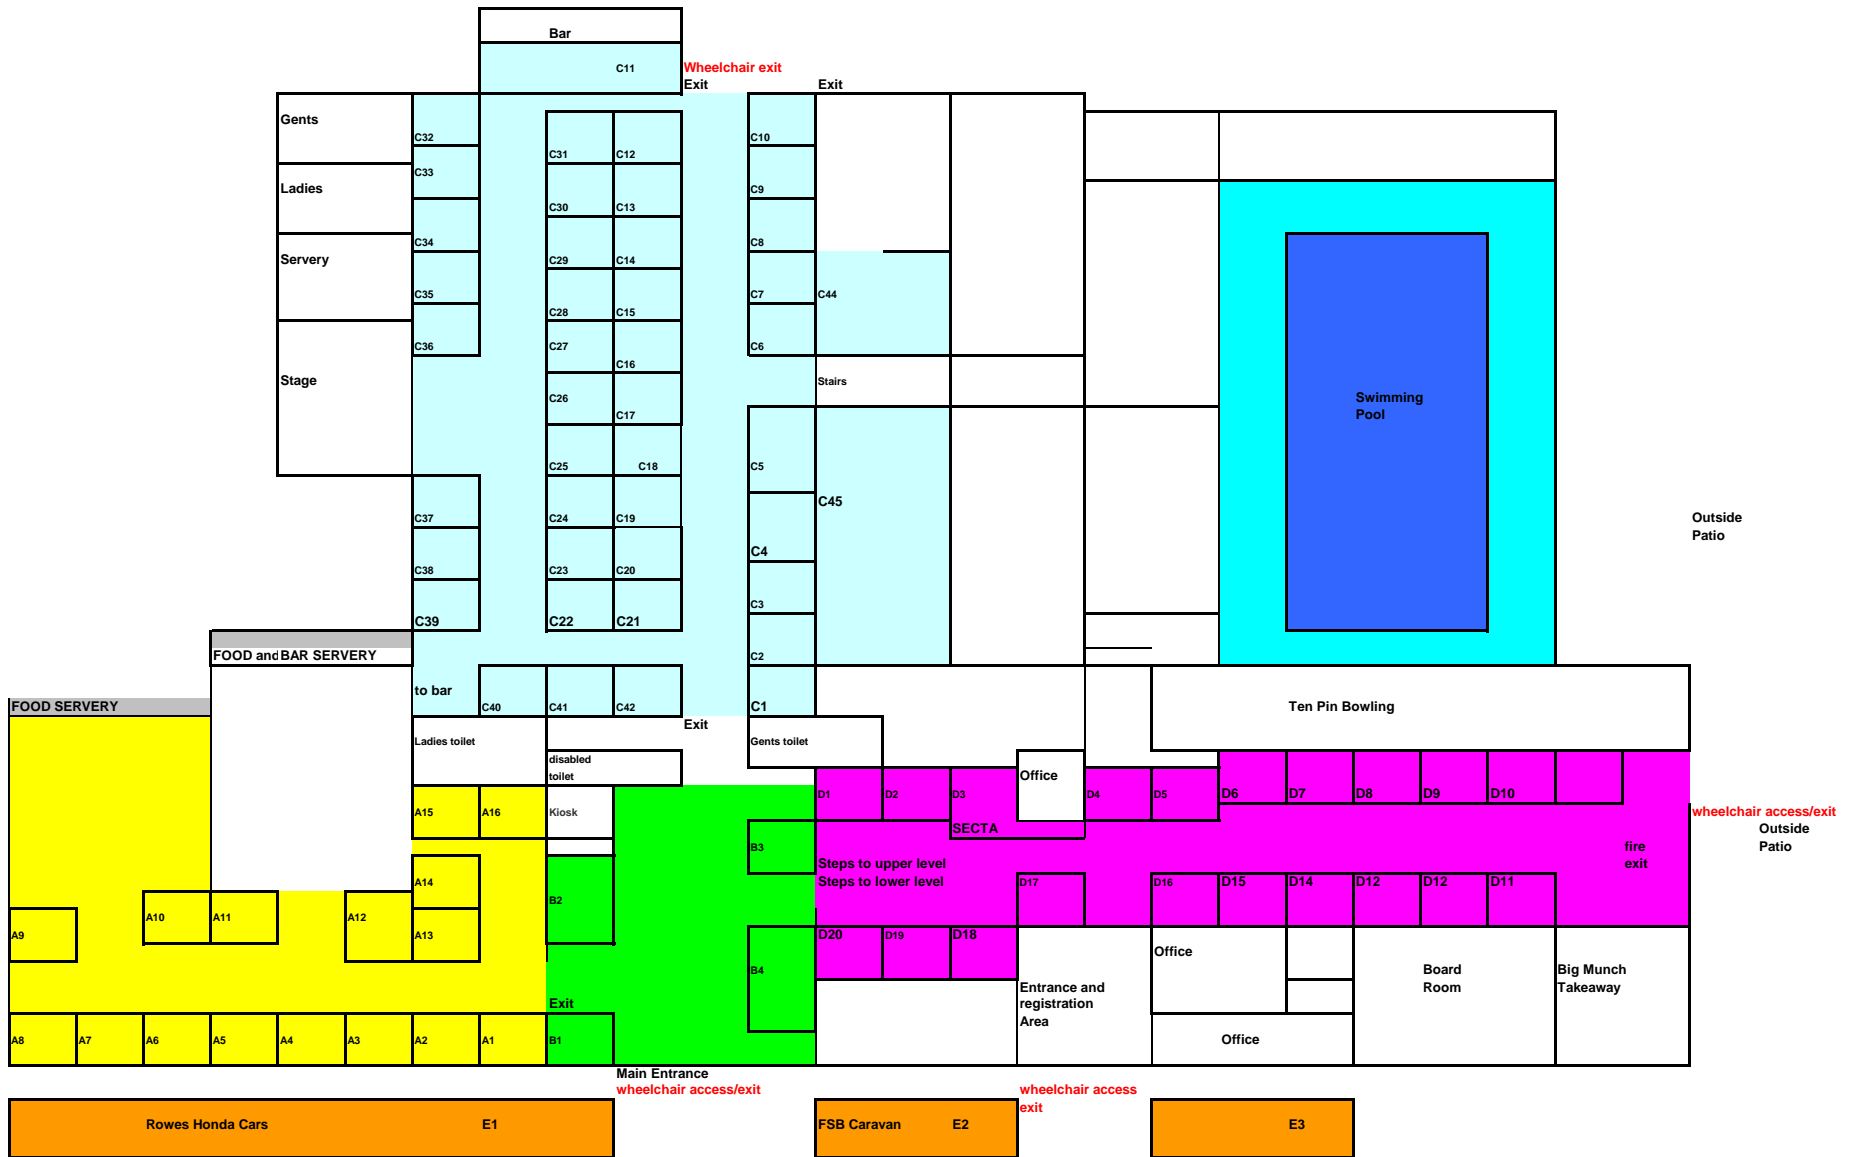 Bar
C11
Wheelchair exit
Exit
Exit
Gents
C32
C10
C31
C12
C33
Ladies
C9
C30
C13
C34
C8
Servery
C29
C14
C35
C7
C44
C28
C15
C36
C27
C6
C16
Stage
Stairs
C26
Swimming
Pool
C17
C25
C18
C5
C45
C37
C24
C19
Outside
Patio
C4
C38
C23
C20
C3
C39
C22
C21
FOOD and BAR SERVERY
C2
to bar
FOOD SERVERY
C40
C41
C42
C1
Ten Pin Bowling
Exit
Ladies toilet
Gents toilet
disabled
toilet
Office
D1
D2
D3
D4
D5
D6
D7
D8
D9
D10
A15
A16
Kiosk
wheelchair access/exit
SECTA
Outside
Patio
B3
fire
exit
Steps to upper level
Steps to lower level
A14
D17
D16
D15
D14
D12
D12
D11
B2
A10
A11
A12
A9
A13
D20
D19
D18
Office
B4
Board
Room
Big Munch
Takeaway
Entrance and
registration
Area
Exit
A8
A7
A6
A5
A4
A3
A2
A1
B1
Office
Main Entrance
wheelchair access/exit
wheelchair access
exit
Rowes Honda Cars
E1
FSB Caravan
E2
E3